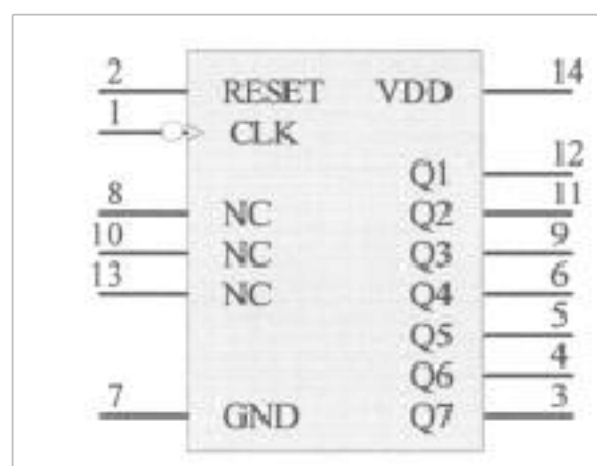 2 RESET VDD 14
1 CLK
Q1 12
8 NC Q2 11
10 NC Q3 9
13 NC Q4 6
Q5 5
Q6 4
7 GND Q7 3